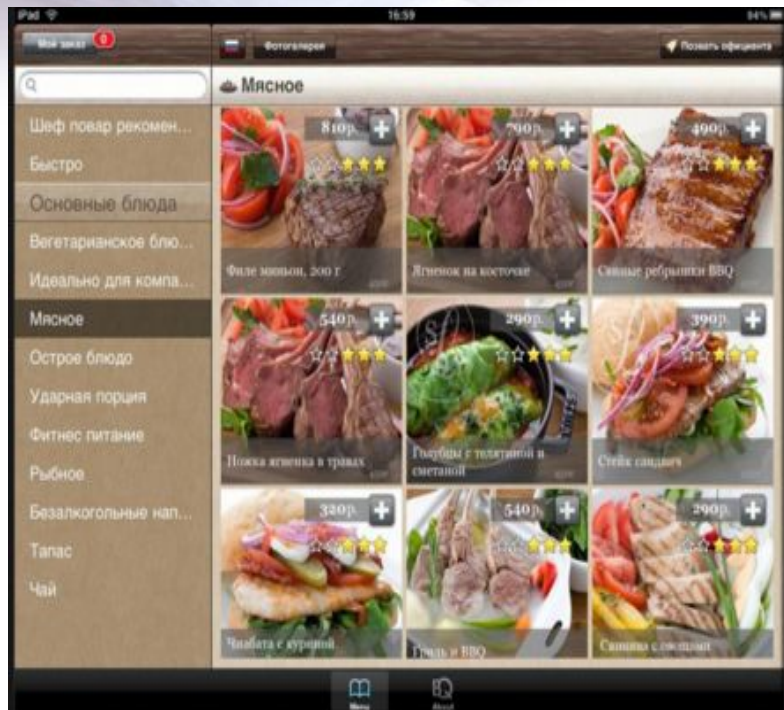 iPad
16:59
94%
Мой заказ
0
Фотогалерея
Позвать официанта
Мясное
Шеф повар рекомен...
Быстро
Основные блюда
Вегетарианское блю...
Идеально для компа...
Мясное
Острое блюдо
Ударная порция
Фитнес питание
Рыбное
Безалкогольные нап...
Тапас
Чай
810р.
Филе миньон, 200 г
790р.
Ягненок на косточке
490р.
Свиные ребрышки BBQ
540р.
Ножка ягненка в травах
290р.
Голубцы с телятиной и
сметаной
390р.
Стейк сандвич
320р.
Чиабата с курицей
540р.
Гриль и BBQ
290р.
Свинина с овощами
Menu
About